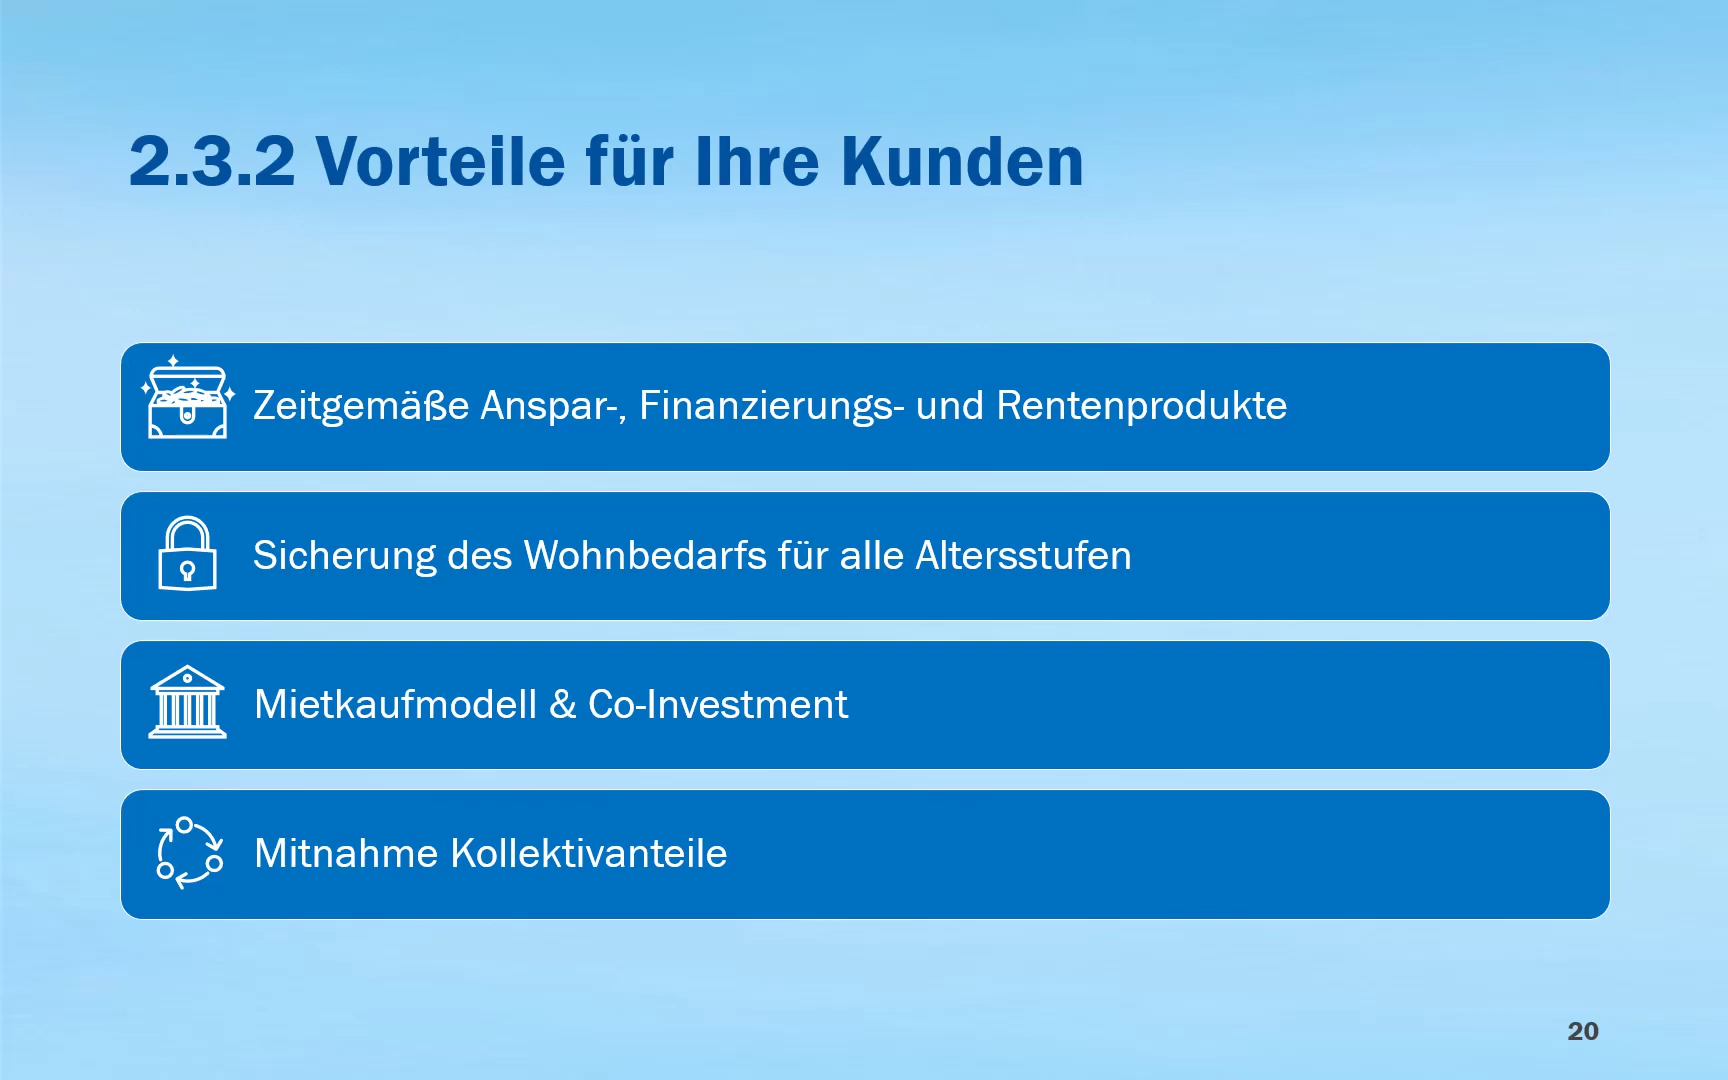 2.3.2 Vorteile für Ihre Kunden
Zeitgemäße Anspar-, Finanzierungs- und Rentenprodukte
Sicherung des Wohnbedarfs für alle Altersstufen
Mietkaufmodell & Co-Investment
Mitnahme Kollektivanteile
20